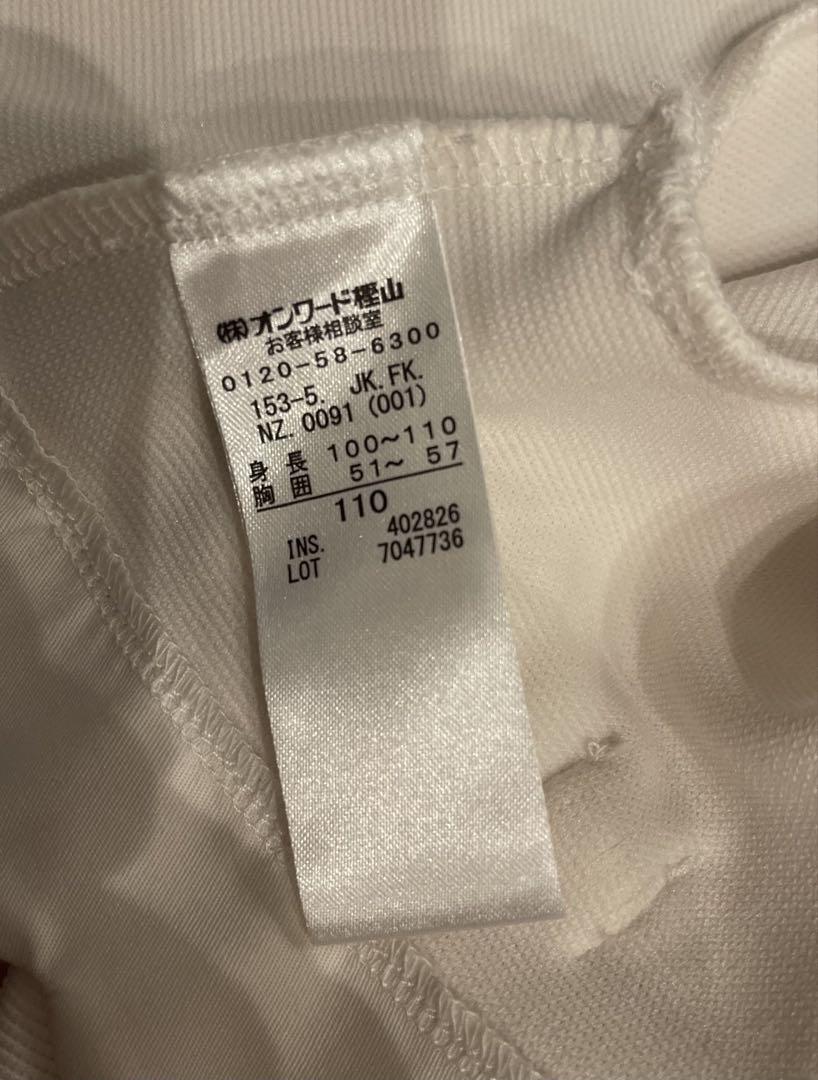 (株)オンワード樫山
お客様相談室
0120-58-6300
153-5. JK.FK.
NZ. 0091 (001)
身長 100〜110
胸囲 51〜 57
110
INS. 402826
LOT 7047736